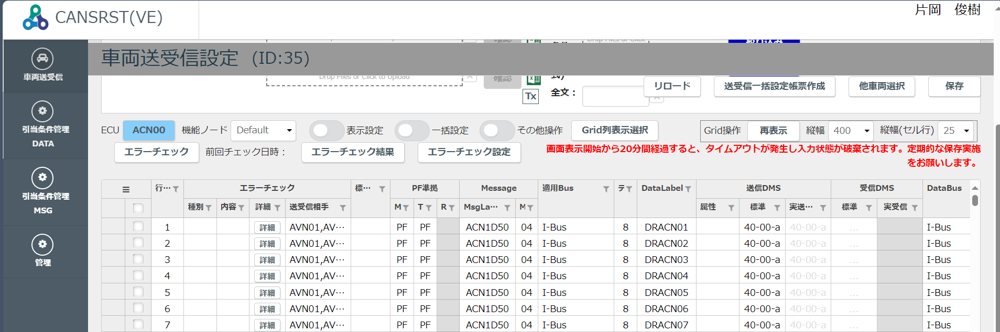 CANSRST(VE)
片岡　俊樹
車両送受信設定　(ID:35)
Drop Files or Click to Upload
確認
式)
全文：
Tx
リロード
送受信一括設定帳票作成
他車両選択
保存
車両送受信
引当条件管理
DATA
引当条件管理
MSG
管理
ECU ACN00 機能ノード Default 表示設定 一括設定 その他操作 Grid列表示選択 Grid操作 再表示 縦幅 400 縦幅(セル行) 25
エラーチェック 前回チェック日時： エラーチェック結果 エラーチェック設定
画面表示開始から20分間経過すると、タイムアウトが発生し入力状態が破棄されます。定期的な保存実施
をお願いします。
行… エラーチェック 標… PF準拠 Message 適用Bus デ DataLabel 送信DMS 受信DMS DataBus
種別 内容 詳細 送受信相手 M T R MsgLa… M 属性 標準 実送… 標準 実受信
1 詳細 AVN01,AV… PF PF ACN1D50 04 I-Bus 8 DRACN01 40-00-a 40-00-a ... I-Bus
2 詳細 AVN01,AV… PF PF ACN1D50 04 I-Bus 8 DRACN02 40-00-a 40-00-a ... I-Bus
3 詳細 AVN01,AV… PF PF ACN1D50 04 I-Bus 8 DRACN03 40-00-a 40-00-a ... I-Bus
4 詳細 AVN01,AV… PF PF ACN1D50 04 I-Bus 8 DRACN04 40-00-a 40-00-a ... I-Bus
5 詳細 AVN01,AV… PF PF ACN1D50 04 I-Bus 8 DRACN05 40-00-a 40-00-a ... I-Bus
6 詳細 AVN01,AV… PF PF ACN1D50 04 I-Bus 8 DRACN06 40-00-a 40-00-a ... I-Bus
7 詳細 AVN01,AV… PF PF ACN1D50 04 I-Bus 8 DRACN07 40-00-a 40-00-a ... I-Bus